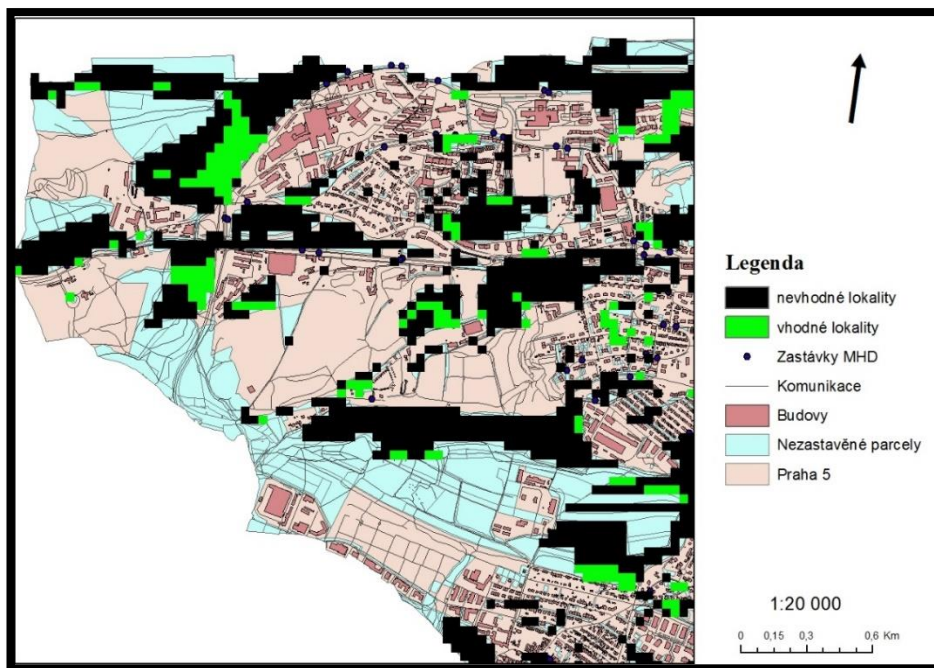 Legenda
nevhodné lokality
vhodné lokality
Zastávky MHD
Komunikace
Budovy
Nezastavěné parcely
Praha 5
1:20 000
0 0,15 0,3 0,6 Km